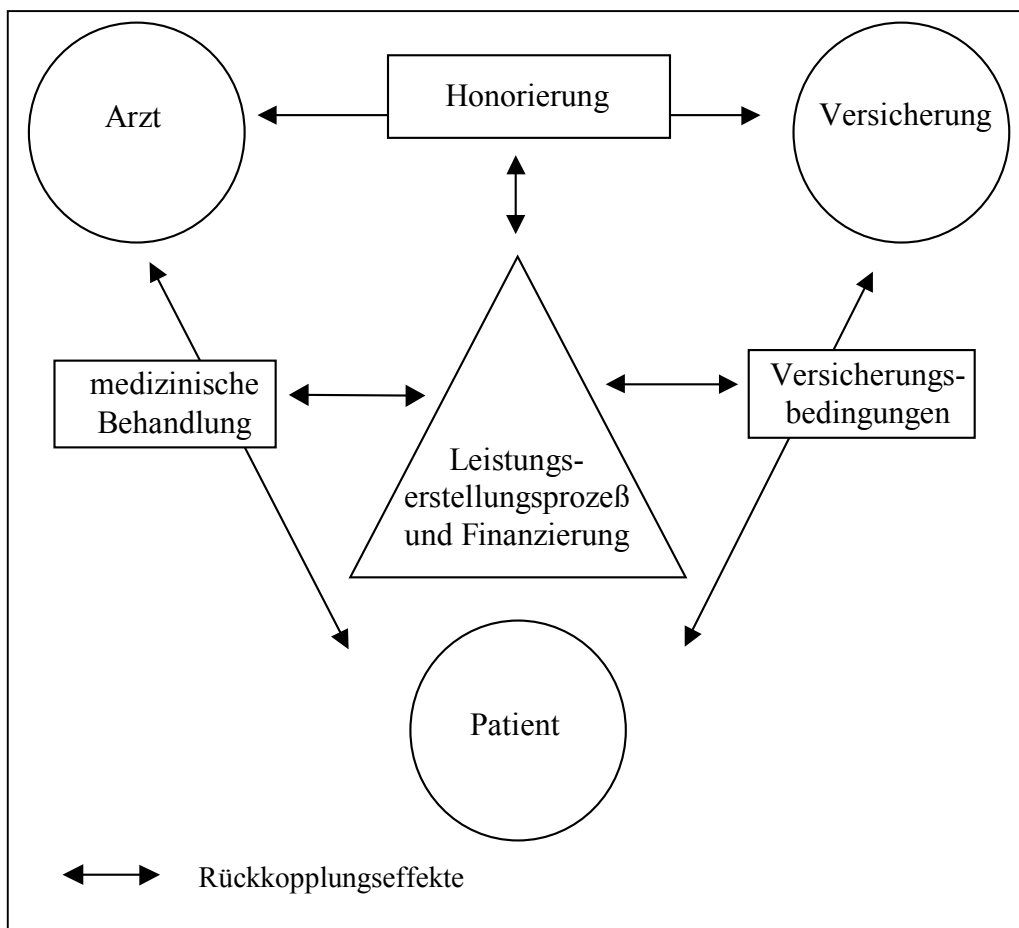 Arzt
Honorierung
Versicherung
medizinische
Behandlung
Versicherungs-
bedingungen
Leistungs-
erstellungsprozeß
und Finanzierung
Patient
Rückkopplungseffekte